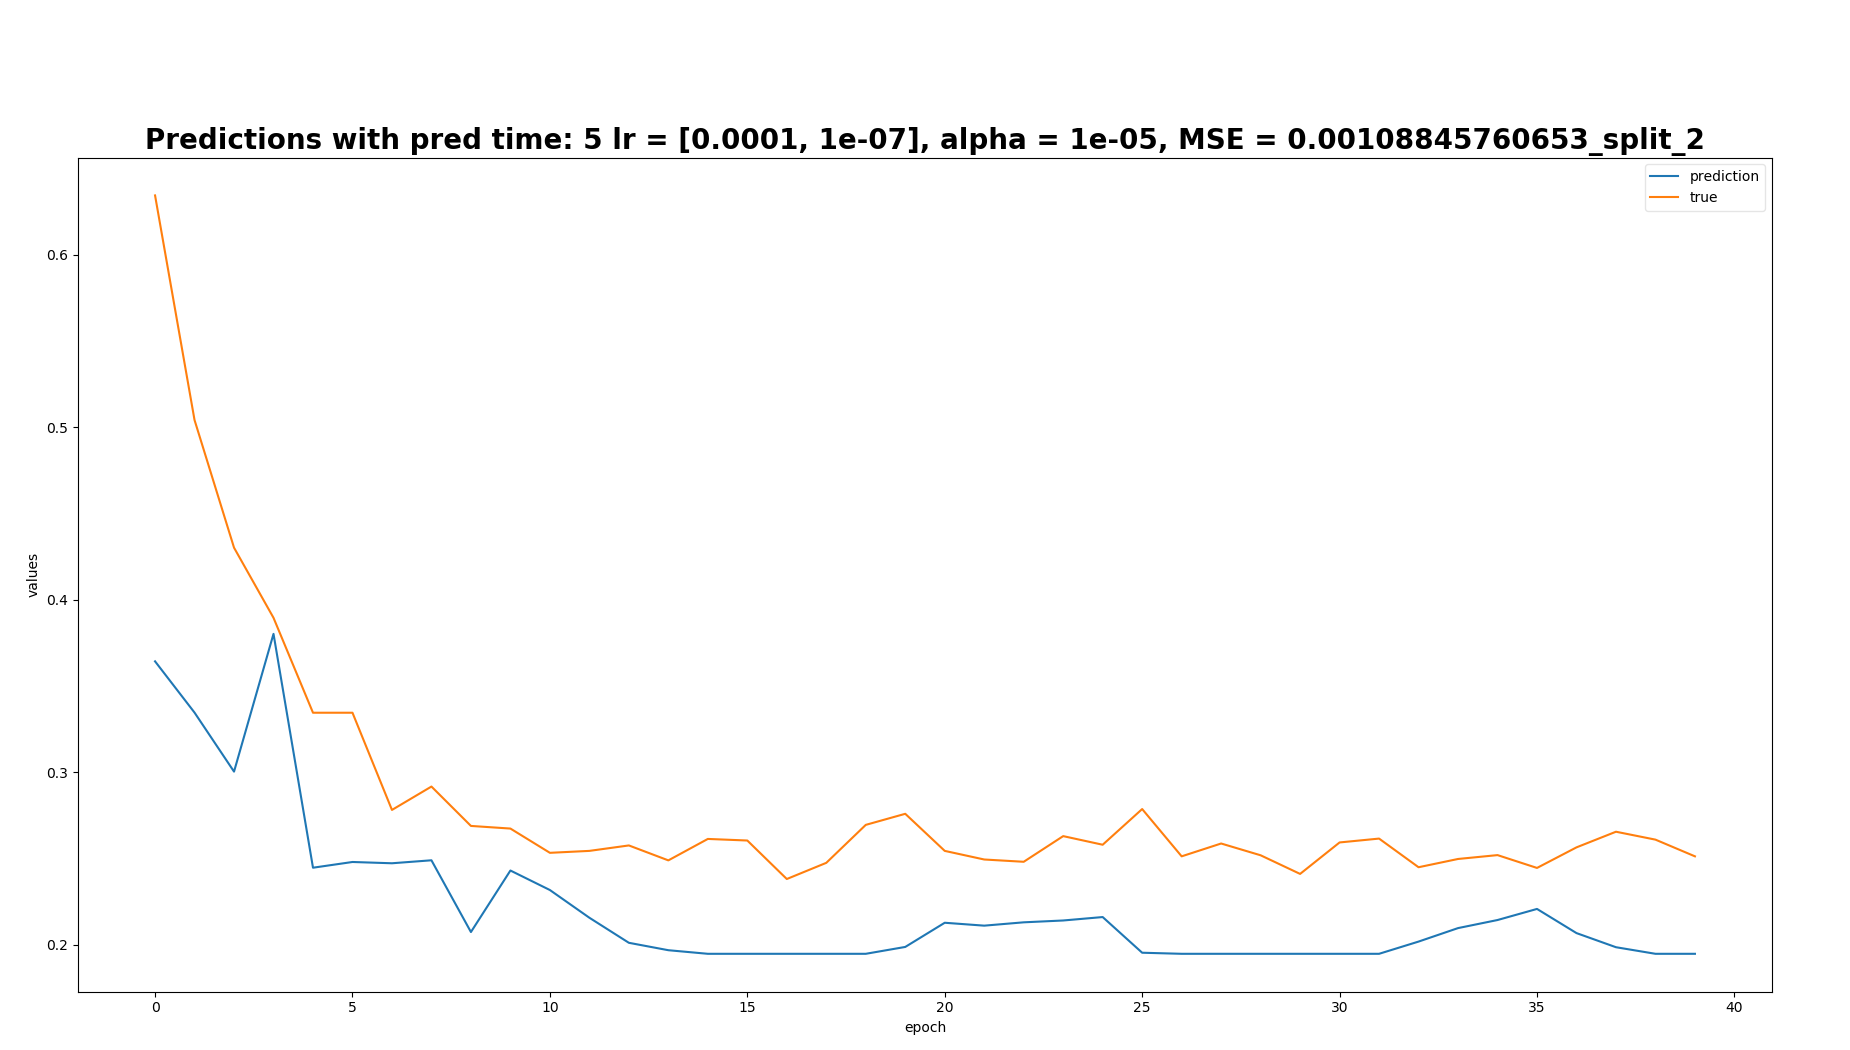 Predictions with pred time: 5 lr = [0.0001, 1e-07], alpha = 1e-05, MSE = 0.00108845760653_split_2
prediction
true
values
0.6
0.5
0.4
0.3
0.2
0 5 10 15 20 25 30 35 40
epoch